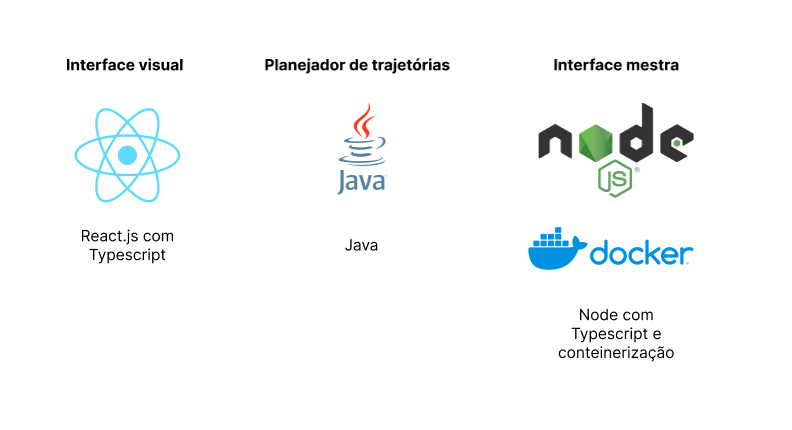 Interface visual
Planejador de trajetórias
Interface mestra
Java
node
JS
docker
React.js com
Typescript
Java
Node com
Typescript e
conteinerização